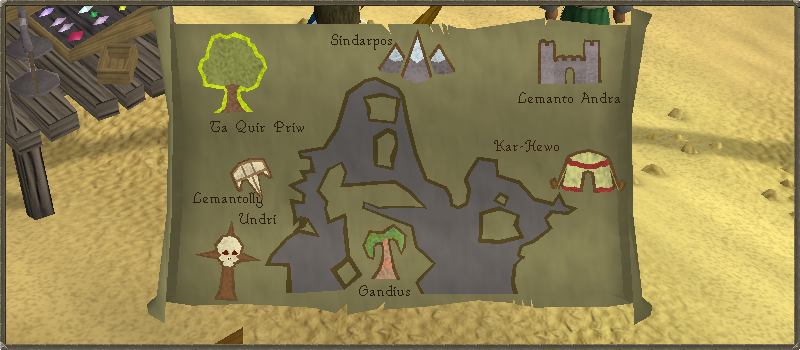 Sindarpos
Lemanto Andra
Ta Quir Priw
Kar-Hewo
Lemantolly
Undri
Gandius